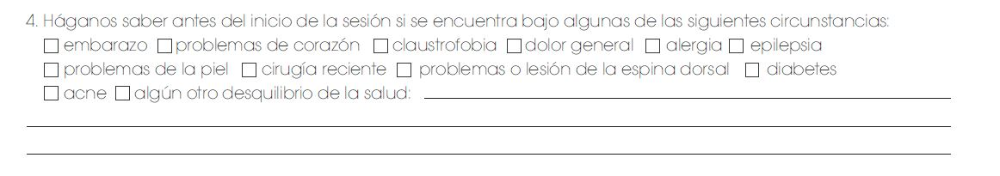 4. Háganos saber antes del inicio de la sesión si se encuentra bajo algunas de las siguientes circunstancias:
☐ embarazo ☐ problemas de corazón ☐ claustrofobia ☐ dolor general ☐ alergia ☐ epilepsia
☐ problemas de la piel ☐ cirugía reciente ☐ problemas o lesión de la espina dorsal ☐ diabetes
☐ acne ☐ algún otro desquilibrio de la salud: